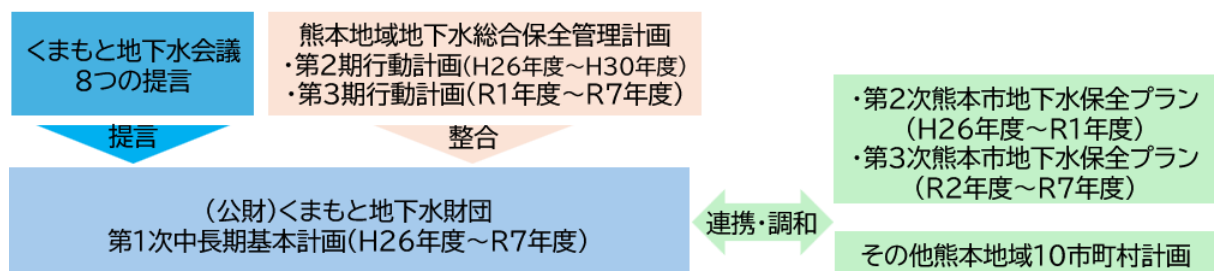 くまもと地下水会議
8つの提言
提言
熊本地域地下水総合保全管理計画
・第2期行動計画(H26年度～H30年度)
・第3期行動計画(R1年度～R7年度)
整合
(公財)くまもと地下水財団
第1次中長期基本計画(H26年度～R7年度)
連携・調和
・第2次熊本市地下水保全プラン
(H26年度～R1年度)
・第3次熊本市地下水保全プラン
(R2年度～R7年度)
その他熊本地域10市町村計画